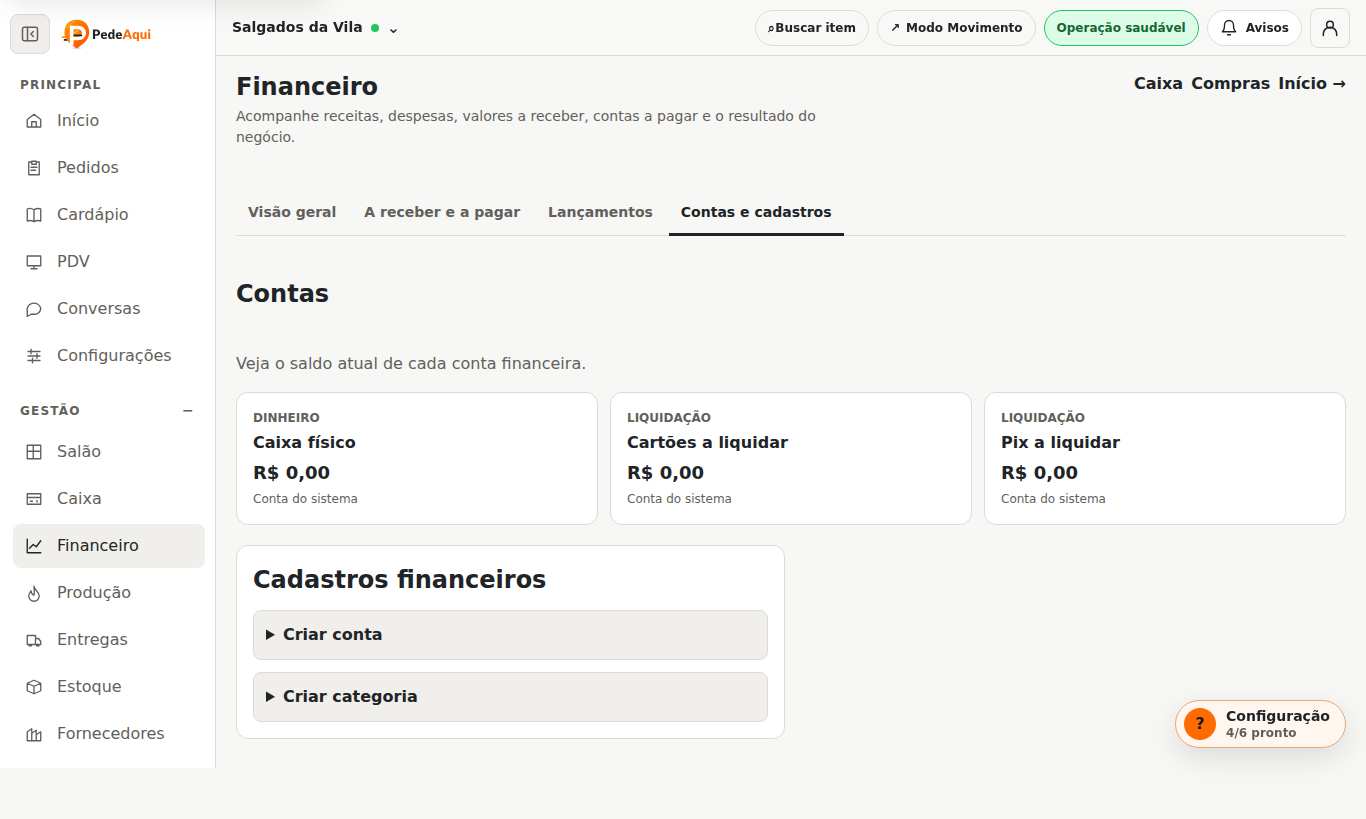 PedeAqui
PRINCIPAL
Início
Pedidos
Cardápio
PDV
Conversas
Configurações
GESTÃO −
Salão
Caixa
Financeiro
Produção
Entregas
Estoque
Fornecedores
Salgados da Vila
Buscar item
↗ Modo Movimento
Operação saudável
Avisos
Financeiro
Caixa Compras Início →
Acompanhe receitas, despesas, valores a receber, contas a pagar e o resultado do
negócio.
Visão geral A receber e a pagar Lançamentos Contas e cadastros
Contas
Veja o saldo atual de cada conta financeira.
DINHEIRO
Caixa físico
R$ 0,00
Conta do sistema
LIQUIDAÇÃO
Cartões a liquidar
R$ 0,00
Conta do sistema
LIQUIDAÇÃO
Pix a liquidar
R$ 0,00
Conta do sistema
Cadastros financeiros
Criar conta
Criar categoria
?
Configuração
4/6 pronto